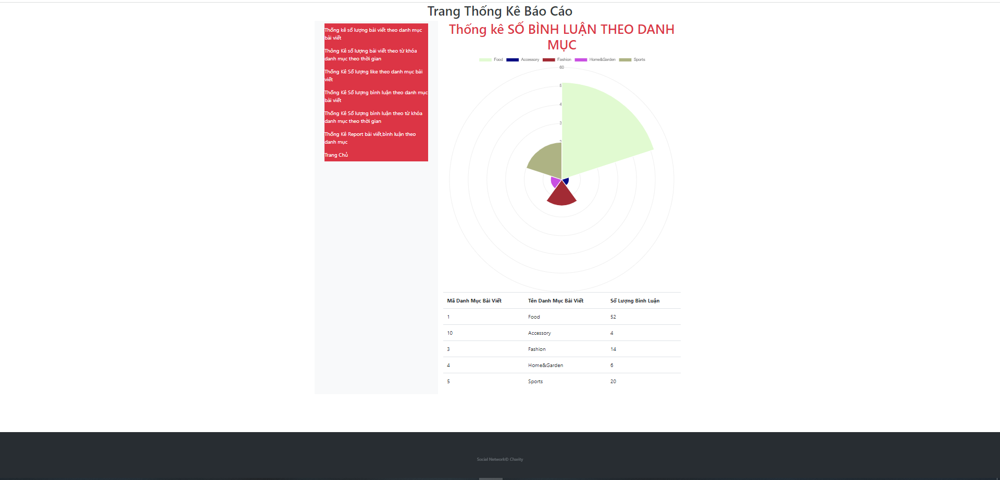 Trang Thống Kê Báo Cáo
Thống kê số lượng bài viết theo danh mục
bài viết
Thông Kê số lượng bài viết theo từ khóa
danh mục theo thời gian
Thống Kê Số lượng like theo danh mục bài
viết
Thống Kê Số lượng bình luận theo danh mục
bài viết
Thống Kê Số lượng bình luận theo từ khóa
danh mục theo thời gian
Thống Kê Report bài viết,bình luận theo
danh mục
Trang Chủ
Thống kê SỐ BÌNH LUẬN THEO DANH
MỤC
Food Accessory Fashion Home&Garden Sports
60
5
4
3
2
Mã Danh Mục Bài Viết Tên Danh Mục Bài Viết Số Lượng Bình Luận
1 Food 52
10 Accessory 4
3 Fashion 14
4 Home&Garden 6
5 Sports 20
Social Network© Charity